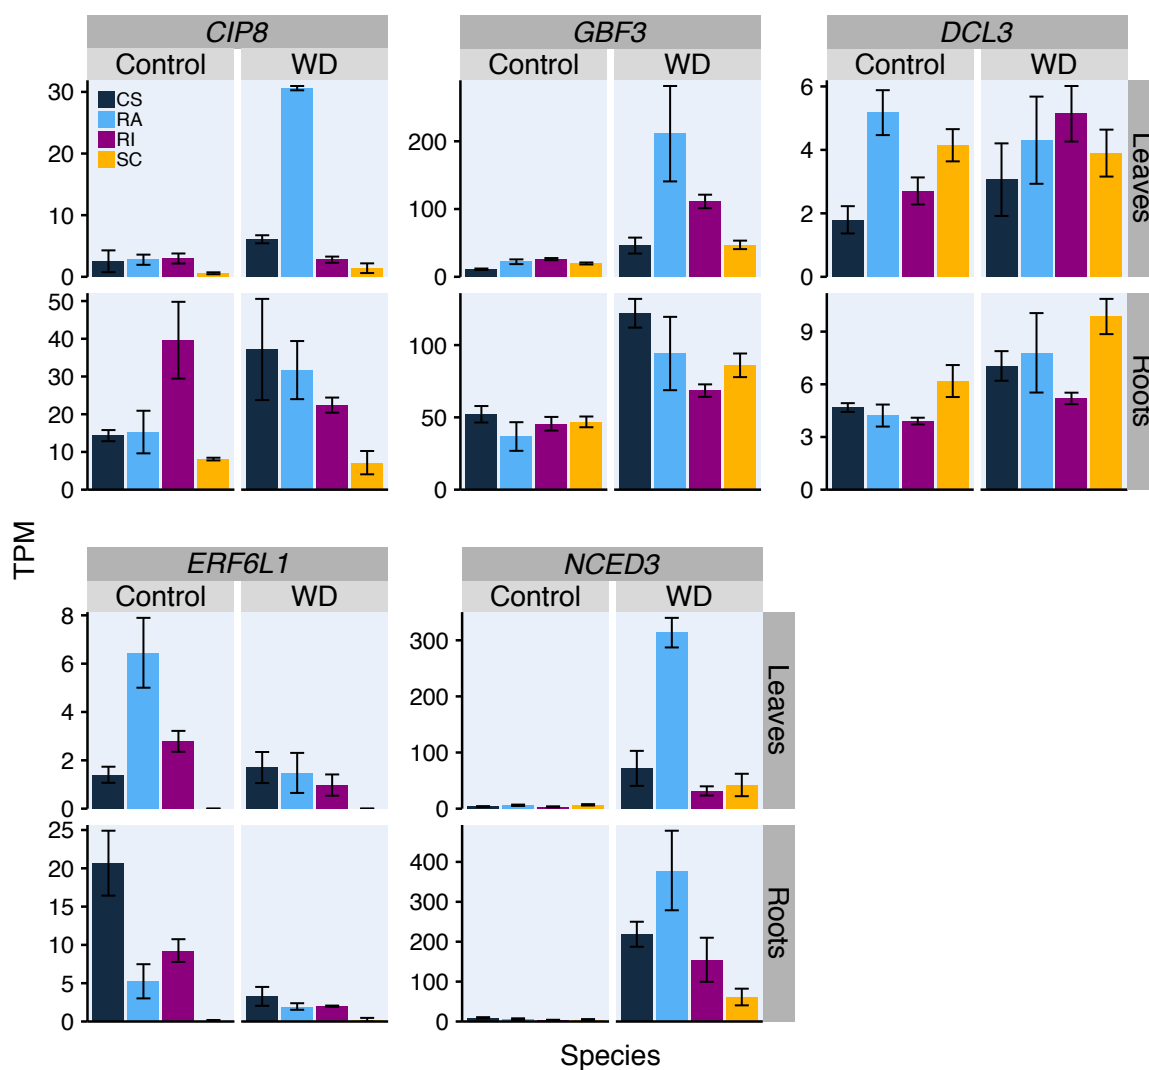 CIP8
Control WD
30
20
10
0
CS
RA
RI
SC
50
40
30
20
10
0
GBF3
Control WD
200
100
0
100
50
0
DCL3
Control WD
6
4
2
0
Leaves
9
6
3
0
Roots
TPM
ERF6L1
Control WD
8
6
4
2
0
25
20
15
10
5
0
NCED3
Control WD
300
200
100
0
Leaves
400
300
200
100
0
Roots
Species